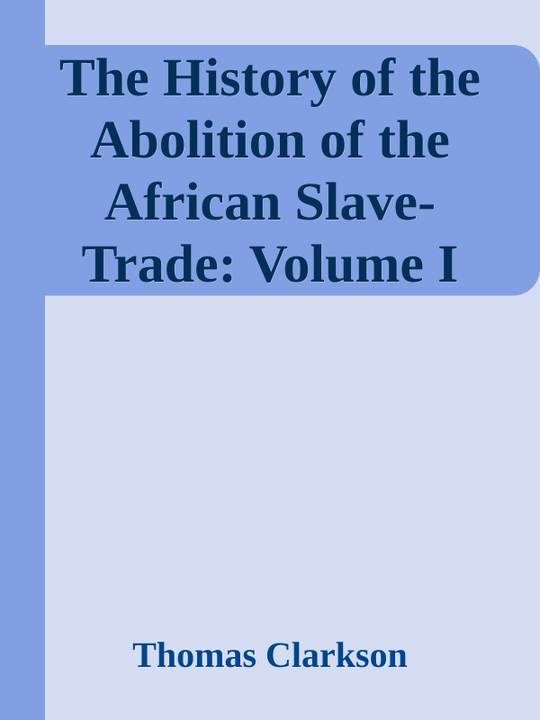 The History of the
Abolition of the
African Slave-
Trade: Volume I
Thomas Clarkson